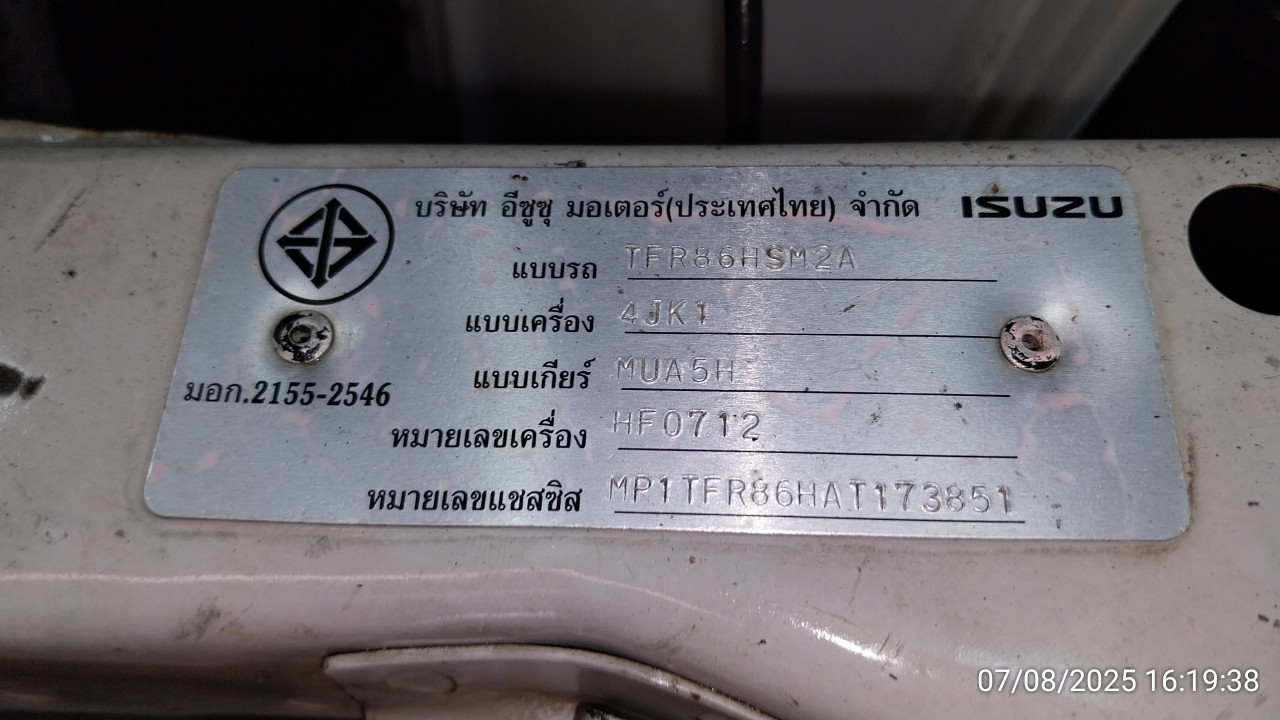 บริษัท อีซูซุ มอเตอร์(ประเทศไทย) จำกัด ISUZU
แบบรถ TFR86HSM2A
แบบเครื่อง 4JK1
แบบเกียร์ MUA5H
มอก.2155-2546
หมายเลขเครื่อง HF0712
หมายเลขแชสซิส MP1TFR86HAT173851
07/08/2025 16:19:38